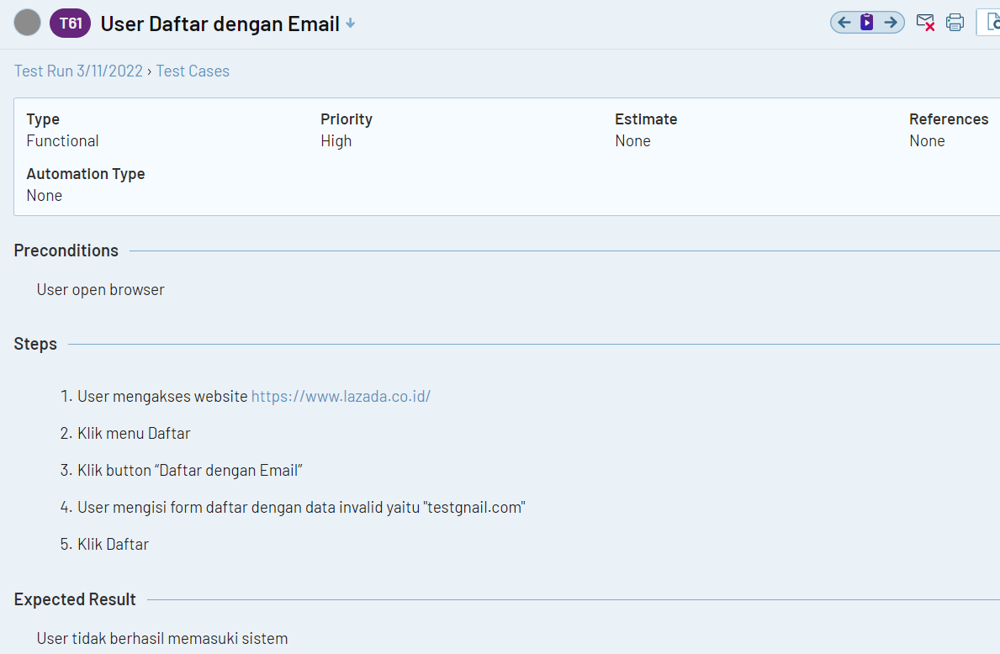 T61 User Daftar dengan Email
Test Run 3/11/2022 › Test Cases
Type Priority Estimate References
Functional High None None
Automation Type
None
Preconditions
User open browser
Steps
1. User mengakses website https://www.lazada.co.id/
2. Klik menu Daftar
3. Klik button “Daftar dengan Email”
4. User mengisi form daftar dengan data invalid yaitu "testgnail.com"
5. Klik Daftar
Expected Result
User tidak berhasil memasuki sistem